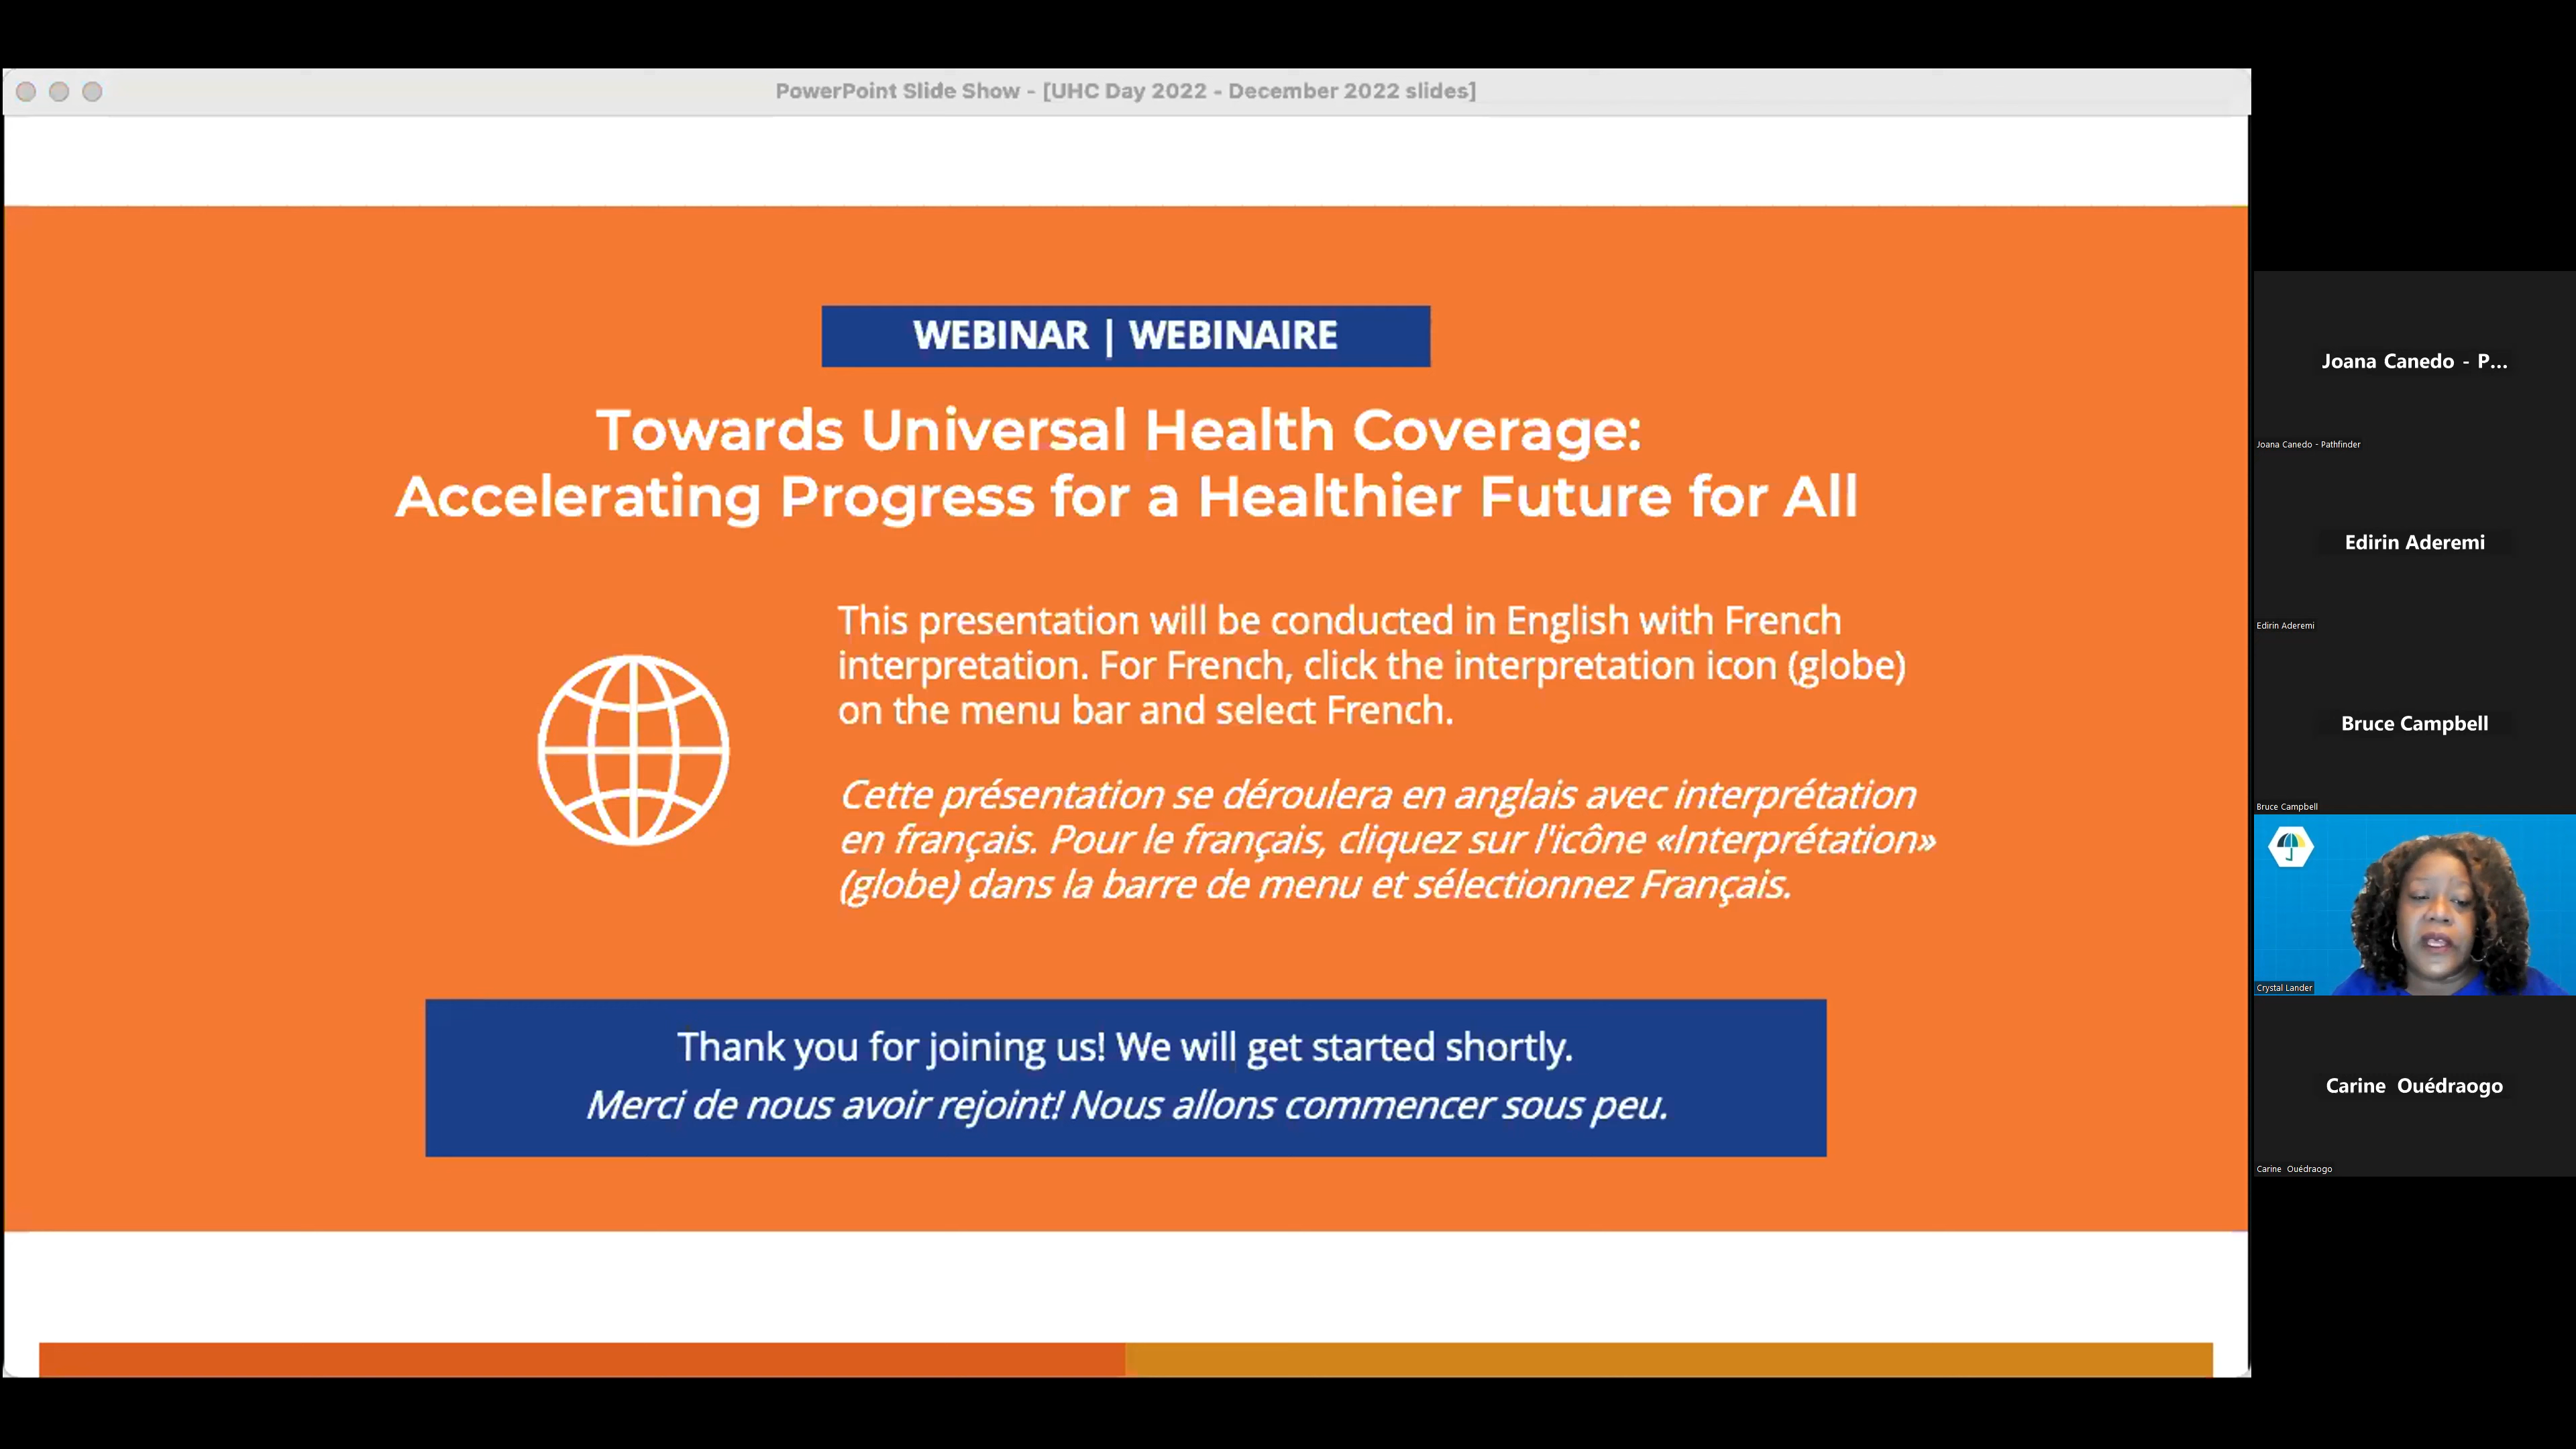 PowerPoint Slide Show - [UHC Day 2022 - December 2022 slides]
WEBINAR | WEBINAIRE
Towards Universal Health Coverage:
Accelerating Progress for a Healthier Future for All
This presentation will be conducted in English with French
interpretation. For French, click the interpretation icon (globe)
on the menu bar and select French.
Cette présentation se déroulera en anglais avec interprétation
en français. Pour le français, cliquez sur l'icône «Interprétation»
(globe) dans la barre de menu et sélectionnez Français.
Thank you for joining us! We will get started shortly.
Merci de nous avoir rejoint! Nous allons commencer sous peu.
Joana Canedo - P...
Joana Canedo - Pathfinder
Edirin Aderemi
Edirin Aderemi
Bruce Campbell
Bruce Campbell
Crystal Lander
Carine Ouédraogo
Carine Ouédraogo